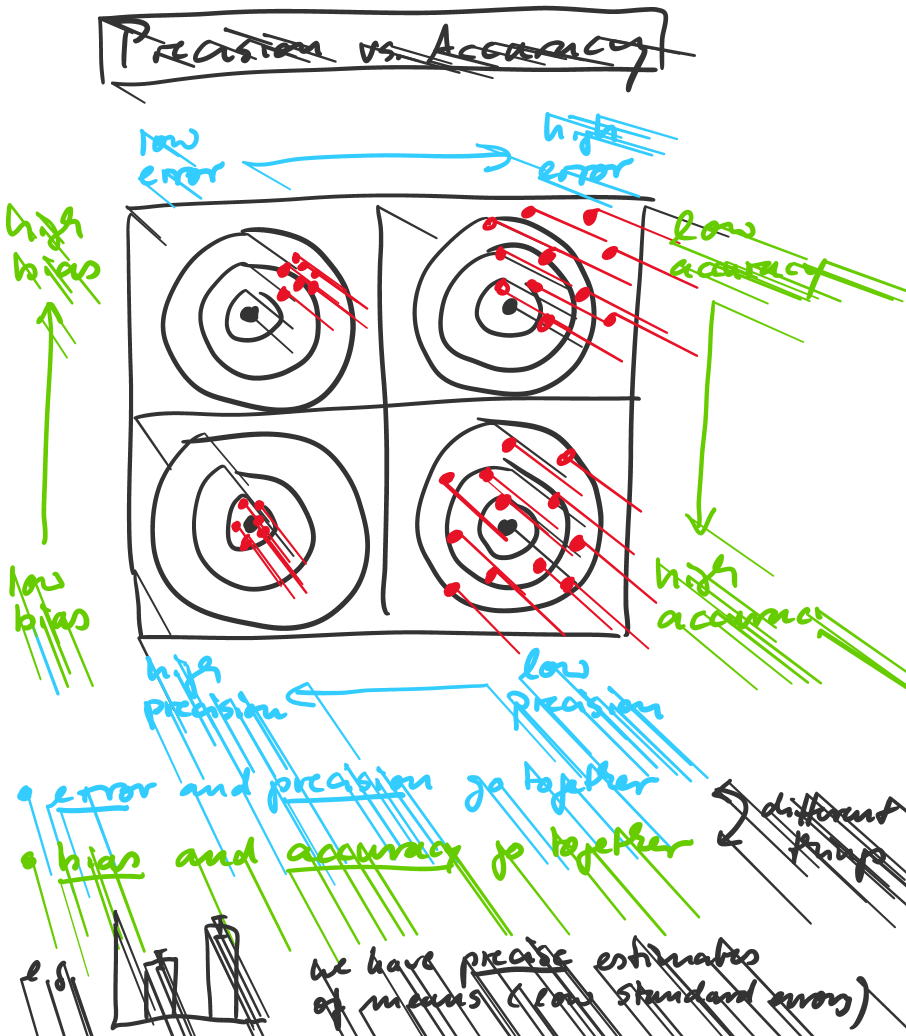 Precision vs. Accuracy
low high
error error
high low
bias accuracy
low high
bias accuracy
high low
precision precision
• error and precision go together
different
• bias and accuracy go together
things
eg
we have precise estimates
of means (low standard errors)